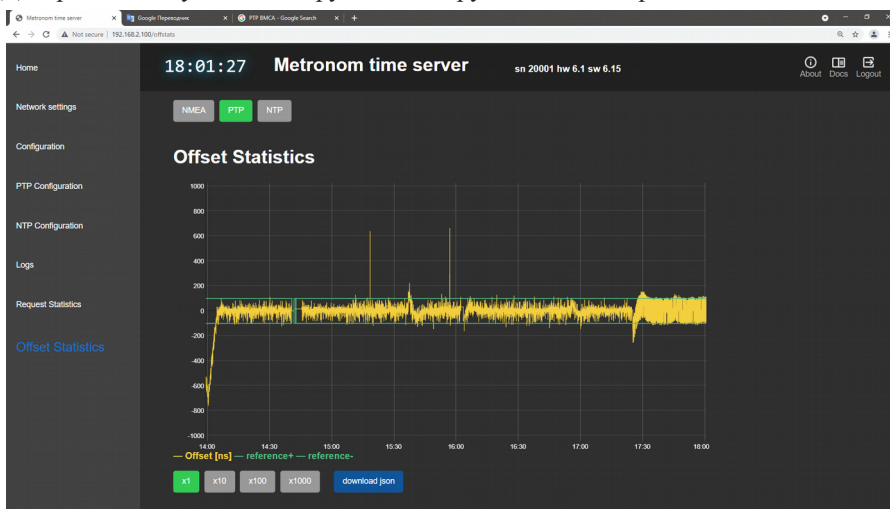 Metronom time server
Google Переводчик
PTP BMCA - Google Search
Not secure | 192.168.2.100/offstats
Home
Network settings
Configuration
PTP Configuration
NTP Configuration
Logs
Request Statistics
Offset Statistics
18:01:27
Metronom time server
sn 20001 hw 6.1 sw 6.15
About
Docs
Logout
NMEA
PTP
NTP
Offset Statistics
1000
800
600
400
200
0
-200
-400
-600
-800
-1000
14:00
14:30
15:00
15:30
16:00
16:30
17:00
17:30
18:00
— Offset [ns] — reference+ — reference-
x1
x10
x100
x1000
download json